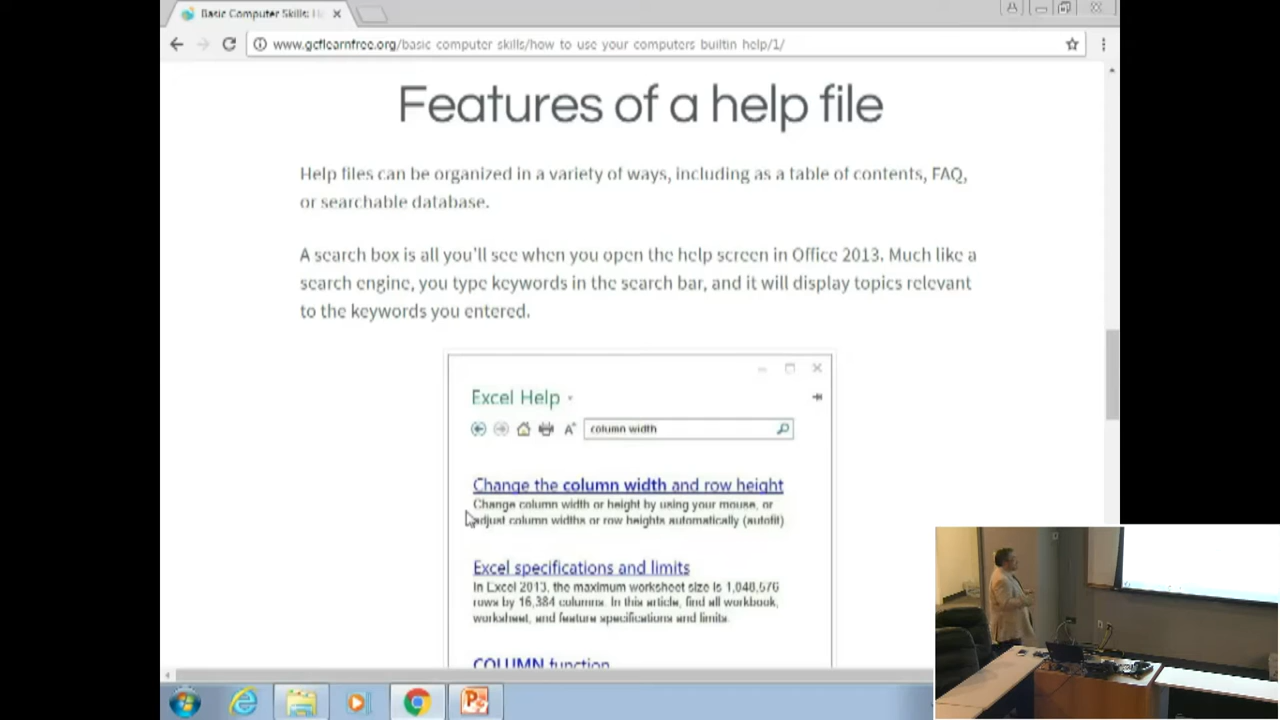 Basic Computer Skills: H
www.gcflearnfree.org/basic computer skills/how to use your computers builtin help/1/
Features of a help file
Help files can be organized in a variety of ways, including as a table of contents, FAQ,
or searchable database.
A search box is all you'll see when you open the help screen in Office 2013. Much like a
search engine, you type keywords in the search bar, and it will display topics relevant
to the keywords you entered.
Excel Help
column width
Change the column width and row height
Change column width or height by using your mouse, or
adjust column widths or row heights automatically (autofit)
Excel specifications and limits
In Excel 2013, the maximum worksheet size is 1,048,576
rows by 16,384 columns. In this article, find all workbook,
worksheet, and feature specifications and limits.
COLUMN function